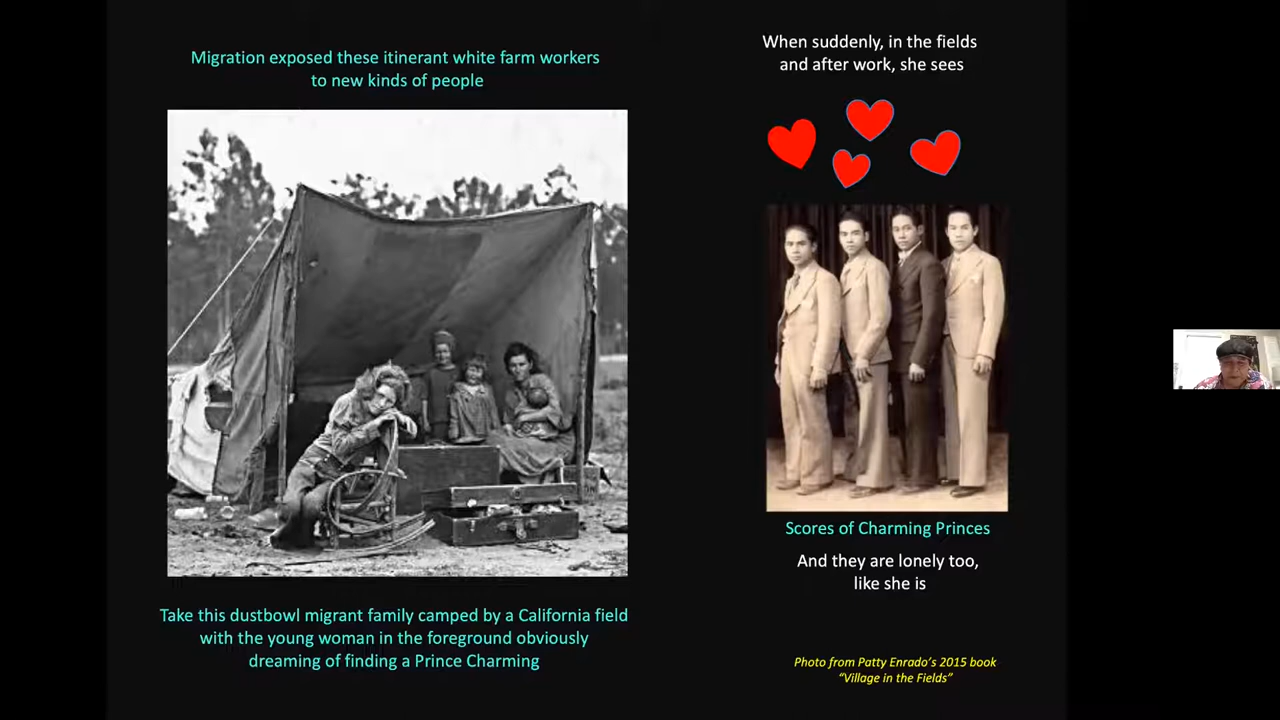 Migration exposed these itinerant white farm workers
to new kinds of people
Take this dustbowl migrant family camped by a California field
with the young woman in the foreground obviously
dreaming of finding a Prince Charming
When suddenly, in the fields
and after work, she sees
Scores of Charming Princes
And they are lonely too,
like she is
Photo from Patty Enrado’s 2015 book
“Village in the Fields”